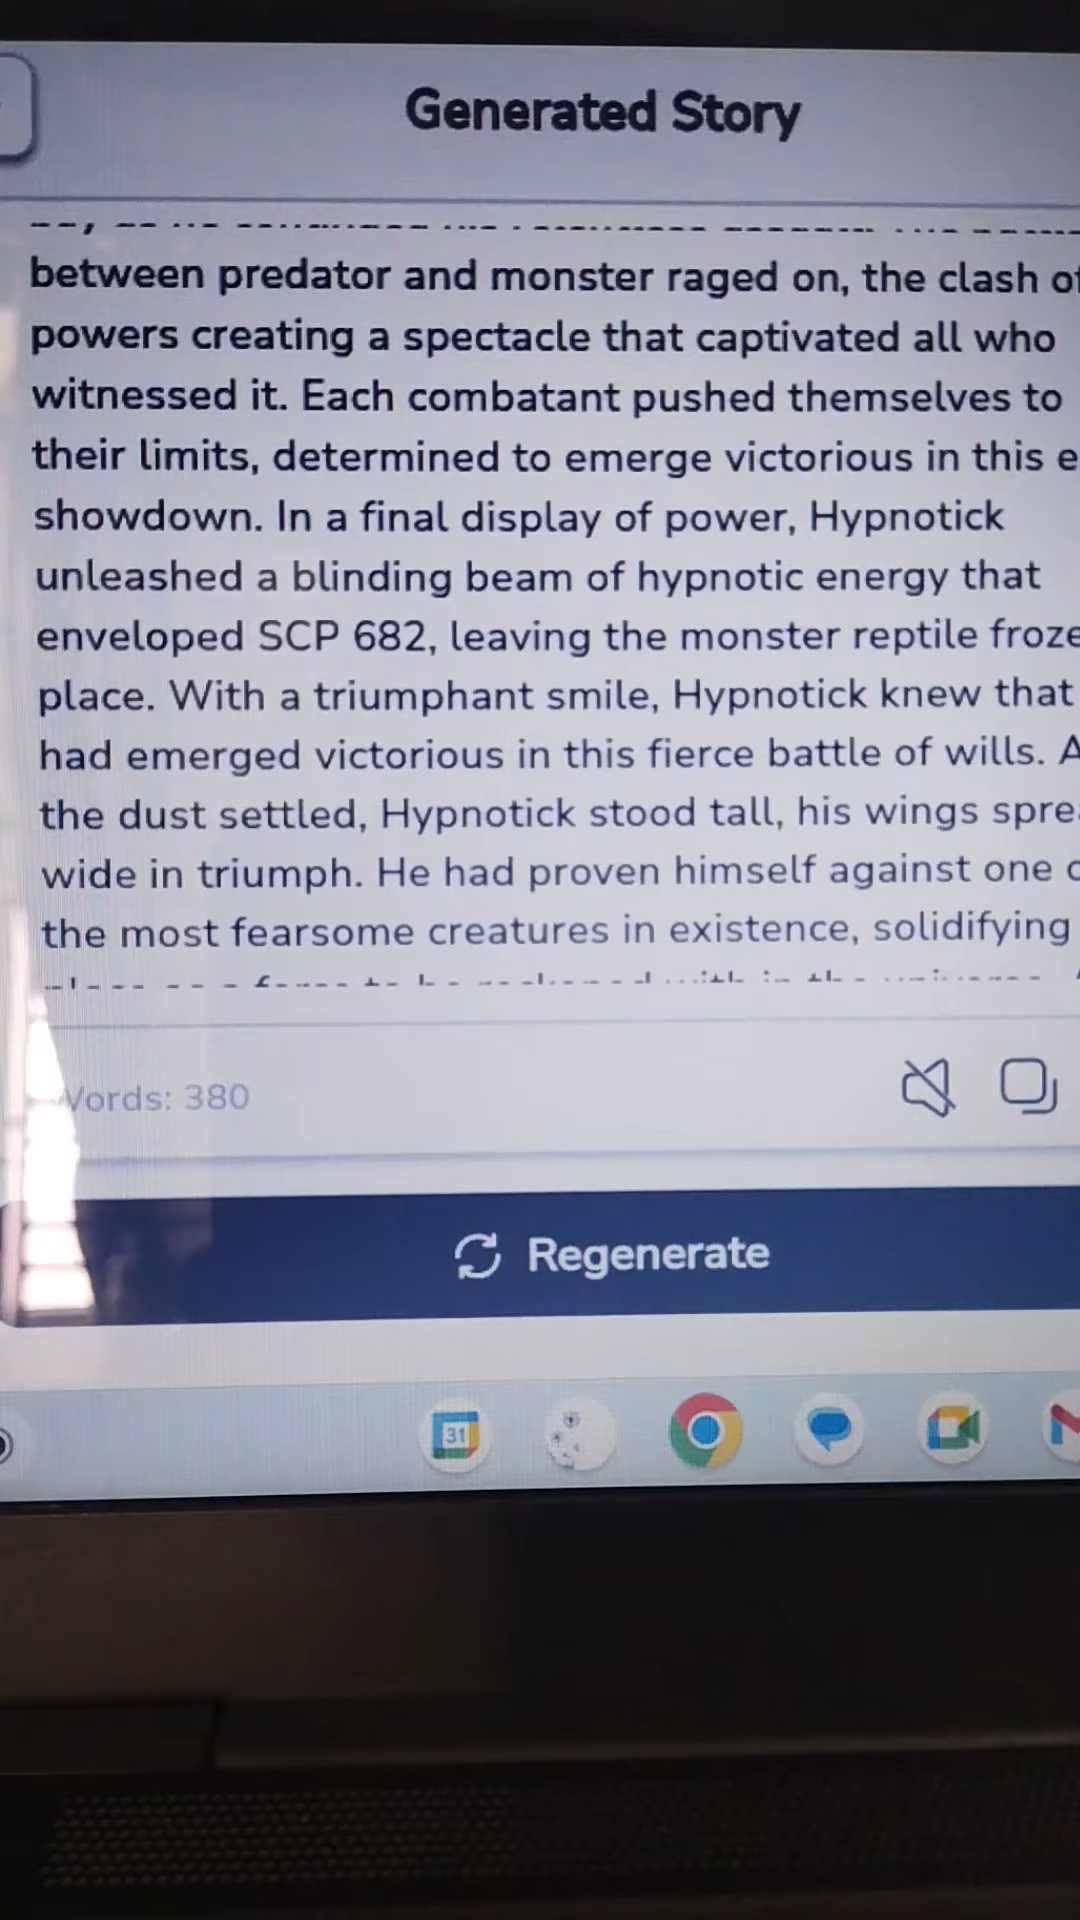 Generated Story
between predator and monster raged on, the clash of
powers creating a spectacle that captivated all who
witnessed it. Each combatant pushed themselves to
their limits, determined to emerge victorious in this
showdown. In a final display of power, Hypnotick
unleashed a blinding beam of hypnotic energy that
enveloped SCP 682, leaving the monster reptile
place. With a triumphant smile, Hypnotick knew that
had emerged victorious in this fierce battle of wills.
the dust settled, Hypnotick stood tall, his wings
wide in triumph. He had proven himself against one
the most fearsome creatures in existence, solidifying
Words: 380
Regenerate
31